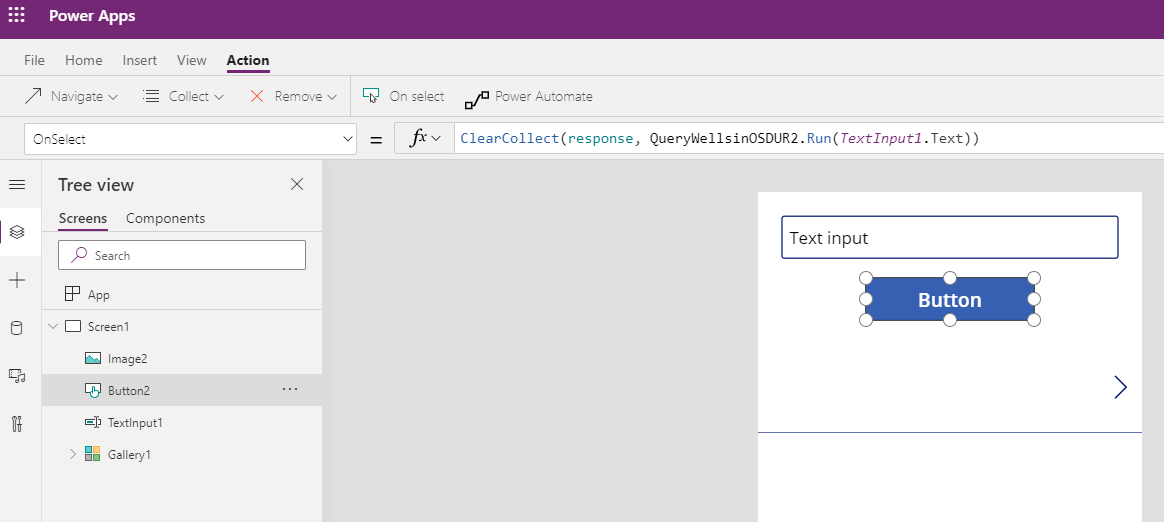 Power Apps
File Home Insert View Action
Navigate Collect Remove On select Power Automate
OnSelect = fx ClearCollect(response, QueryWellsinOSDUR2.Run(TextInput1.Text))
Tree view
Screens Components
Search
App
Screen1
Image2
Button2 ...
TextInput1
Gallery1
Text input
Button